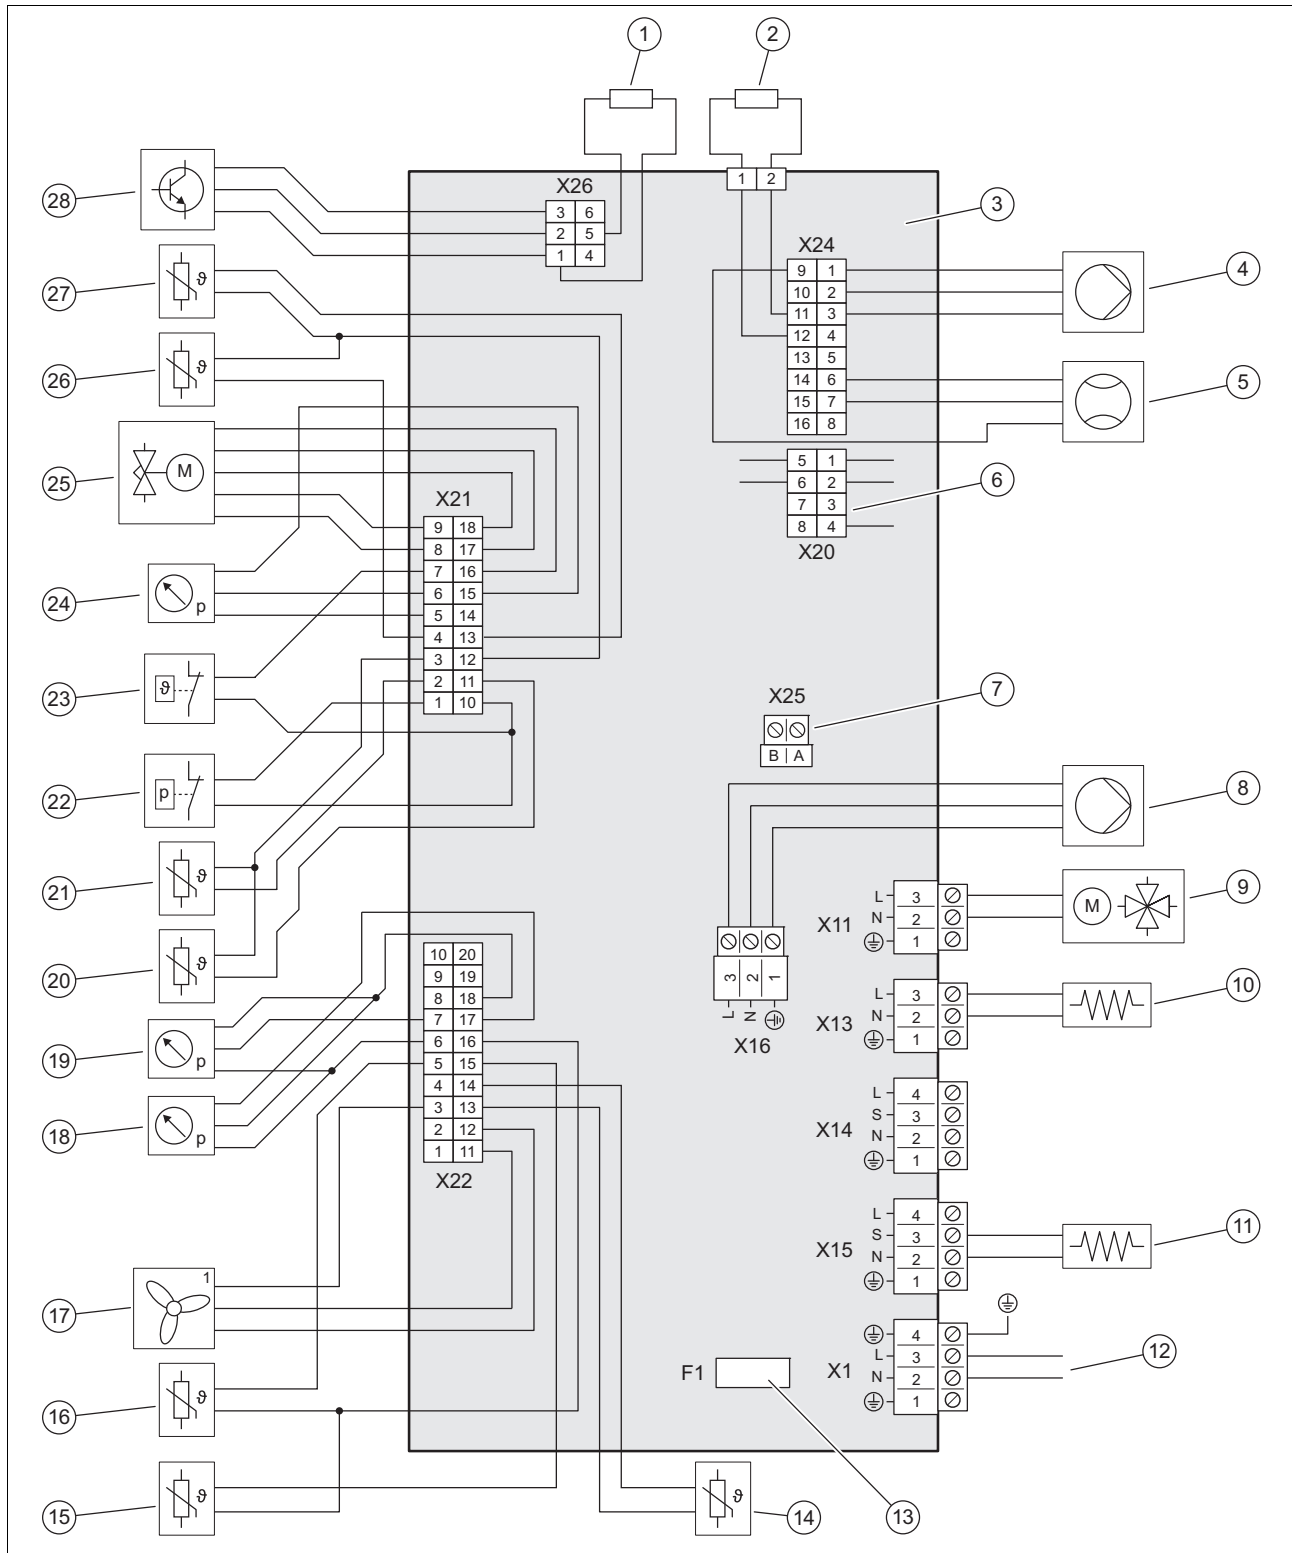 1
2
28
X26
3 6
2 5
1 4
1 2
3
27
ϑ
X24
9 1
10 2
11 3
12 4
13 5
14 6
15 7
16 8
4
26
ϑ
5
25
M
5 1
6 2
7 3
8 4
X20
6
X21
9 18
8 17
7 16
6 15
5 14
4 13
3 12
2 11
1 10
24
p
23
ϑ
X25
B A
7
22
p
8
21
ϑ
X11
L 3
N 2
1
M
9
20
ϑ
10 20
9 19
8 18
7 17
6 16
5 15
4 14
3 13
2 12
1 11
X22
3 2 1
L N
X16
X13
L 3
N 2
1
10
19
p
18
p
X14
L 4
S 3
N 2
1
X15
L 4
S 3
N 2
1
11
17
1
X1
4
L 3
N 2
1
12
F1
16
ϑ
15
ϑ
ϑ
14
13